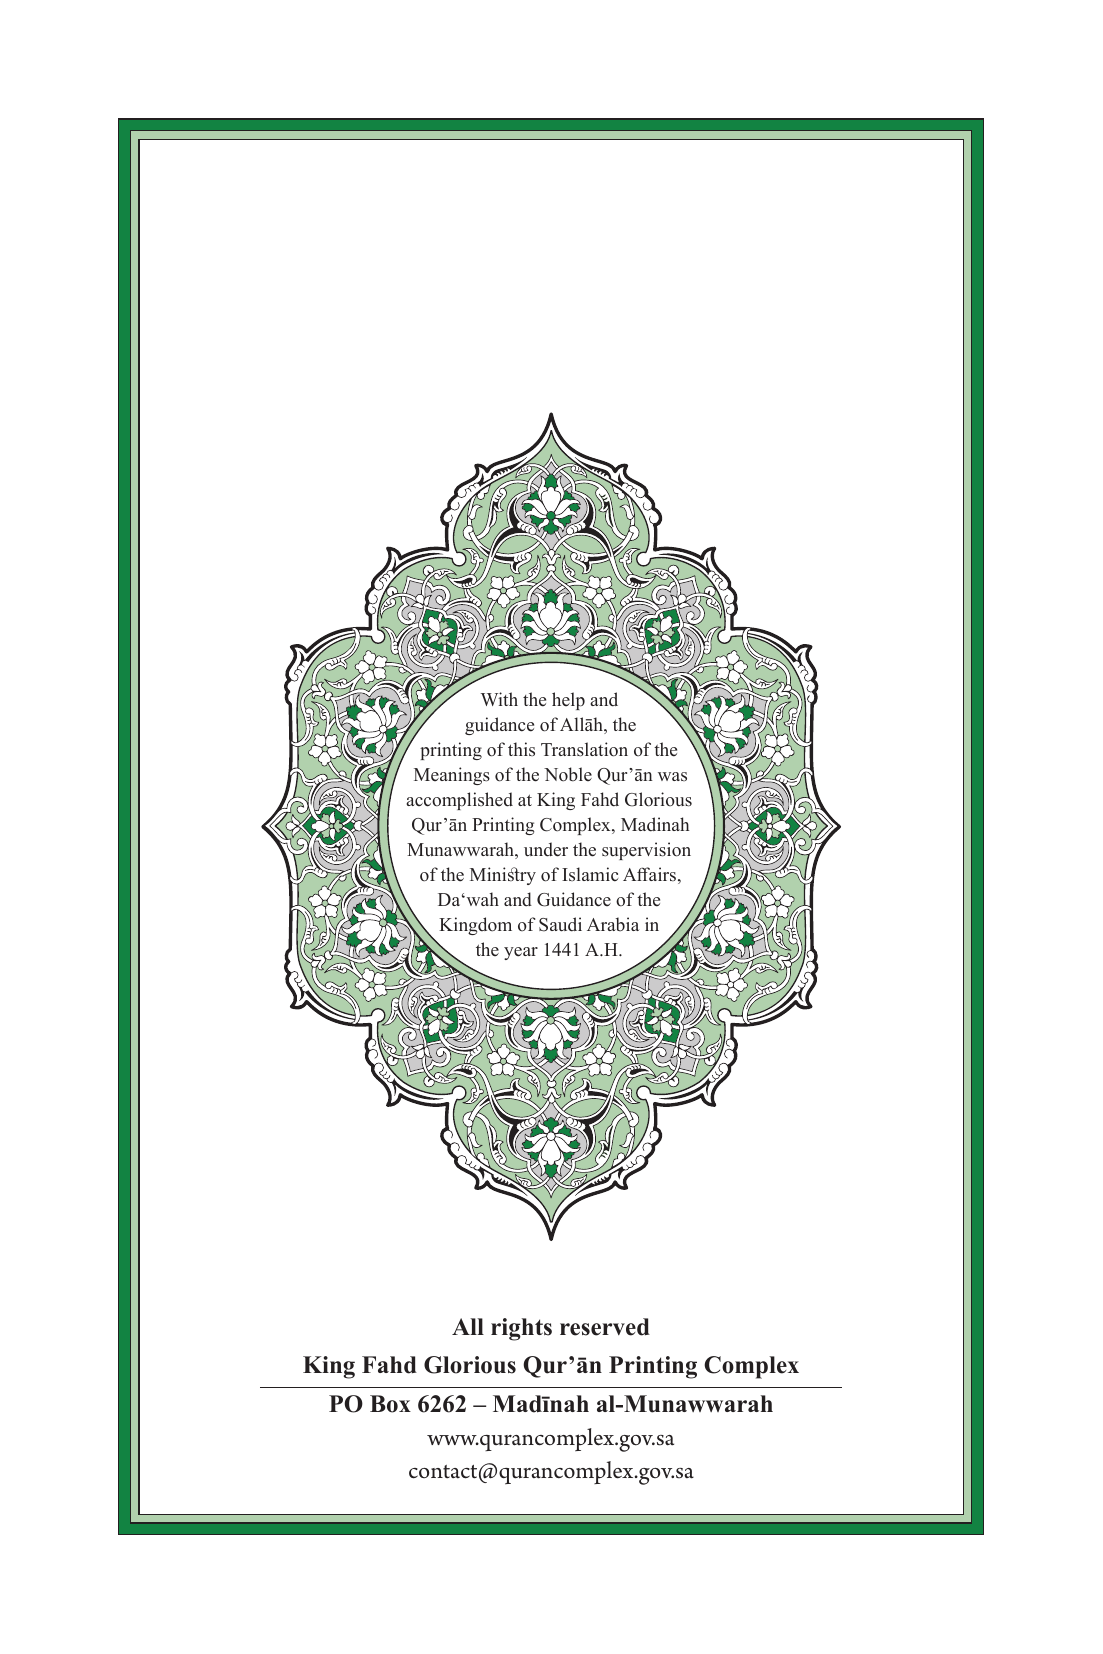 With the help and
guidance of Allāh, the
printing of this Translation of the
Meanings of the Noble Qur’ān was
accomplished at King Fahd Glorious
Qur’ān Printing Complex, Madinah
Munawwarah, under the supervision
of the Ministry of Islamic Affairs,
Da‘wah and Guidance of the
Kingdom of Saudi Arabia in
the year 1441 A.H.
All rights reserved
King Fahd Glorious Qur’ān Printing Complex
PO Box 6262 – Madīnah al-Munawwarah
www.qurancomplex.gov.sa
contact@qurancomplex.gov.sa